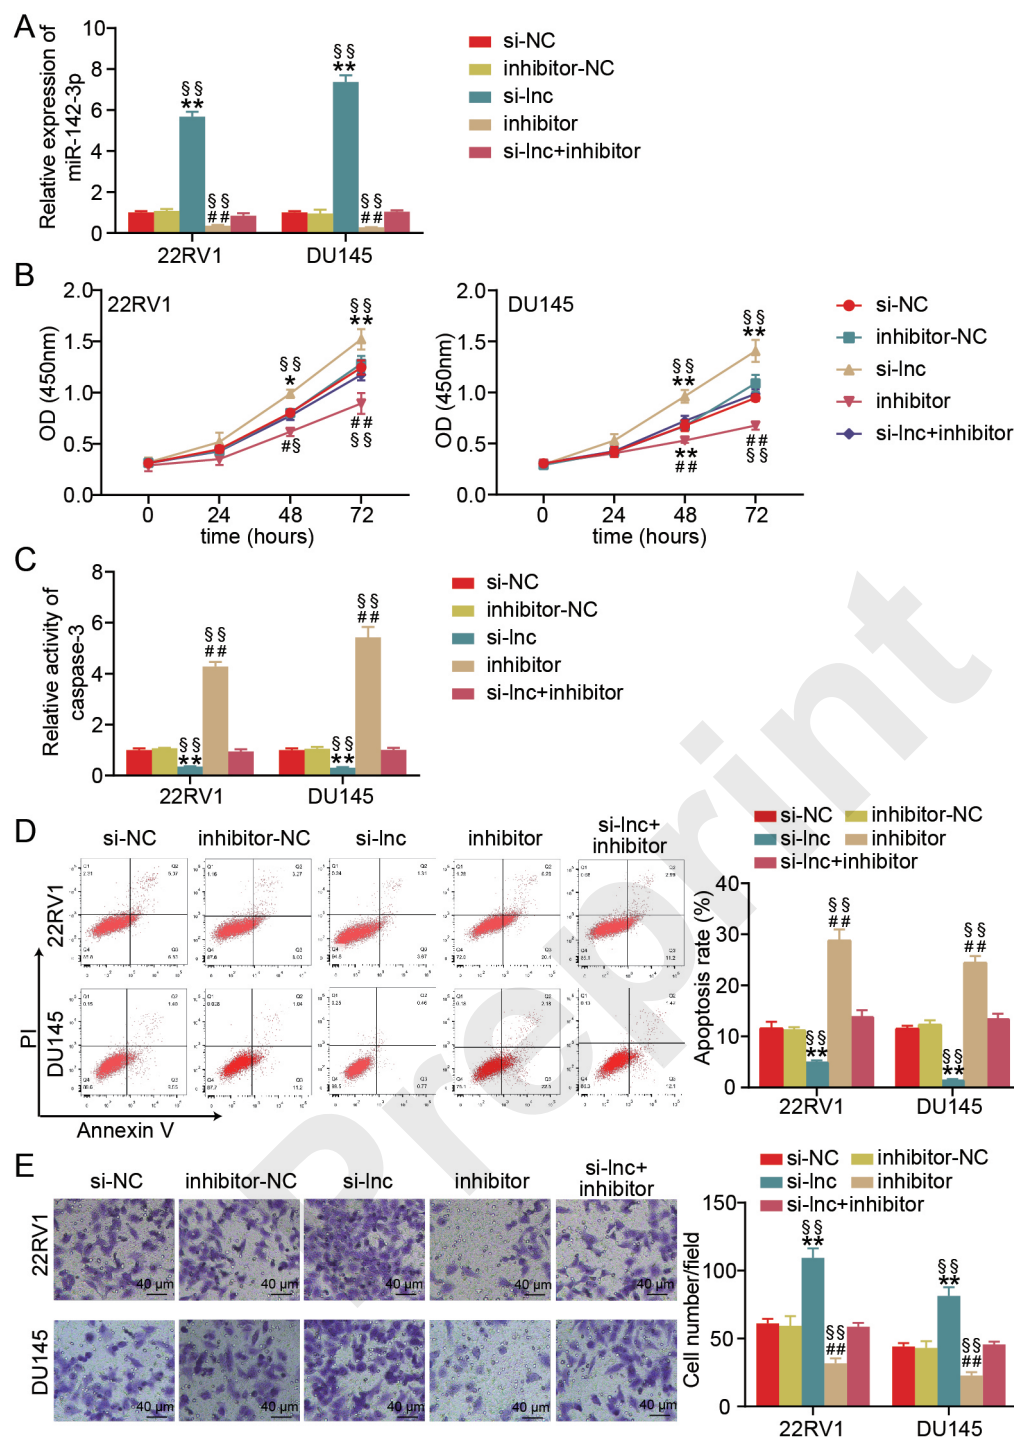 A
Relative expression of
miR-142-3p
10
8
6
4
2
0
§§
**
§§
**
§§
##
§§
##
22RV1
DU145
si-NC
inhibitor-NC
si-lnc
inhibitor
si-lnc+inhibitor
B
22RV1
OD (450nm)
2.0
1.5
1.0
0.5
0.0
§§
*
#§
§§
**
##
§§
0 24 48 72
time (hours)
DU145
OD (450nm)
2.0
1.5
1.0
0.5
0.0
§§
**
**
##
§§
**
##
§§
0 24 48 72
time (hours)
si-NC
inhibitor-NC
si-lnc
inhibitor
si-lnc+inhibitor
C
Relative activity of
caspase-3
8
6
4
2
0
§§
**
§§
##
§§
**
§§
##
22RV1
DU145
si-NC
inhibitor-NC
si-lnc
inhibitor
si-lnc+inhibitor
D
si-NC
inhibitor-NC
si-lnc
inhibitor
si-lnc+
inhibitor
22RV1
DU145
PI
Annexin V
si-NC
inhibitor-NC
si-lnc
inhibitor
si-lnc+inhibitor
Apoptosis rate (%)
40
30
20
10
0
§§
**
§§
##
§§
**
§§
##
22RV1
DU145
E
si-NC
inhibitor-NC
si-lnc
inhibitor
si-lnc+
inhibitor
22RV1
40 µm
40 µm
40 µm
40 µm
40 µm
DU145
40 µm
40 µm
40 µm
40 µm
40 µm
si-NC
inhibitor-NC
si-lnc
inhibitor
si-lnc+inhibitor
Cell number/field
150
100
50
0
§§
**
§§
##
§§
**
§§
##
22RV1
DU145
Preprint